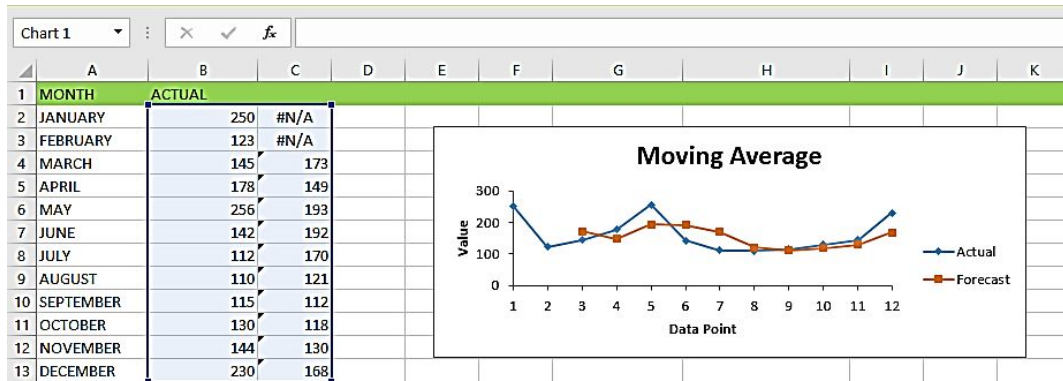 Chart 1 fx
A B C D E F G H I J K
1 MONTH ACTUAL
2 JANUARY 250 #N/A
3 FEBRUARY 123 #N/A
4 MARCH 145 173
5 APRIL 178 149
6 MAY 256 193
7 JUNE 142 192
8 JULY 112 170
9 AUGUST 110 121
10 SEPTEMBER 115 112
11 OCTOBER 130 118
12 NOVEMBER 144 130
13 DECEMBER 230 168
Moving Average
300
200
100
0
Value
1 2 3 4 5 6 7 8 9 10 11 12
Data Point
Actual
Forecast